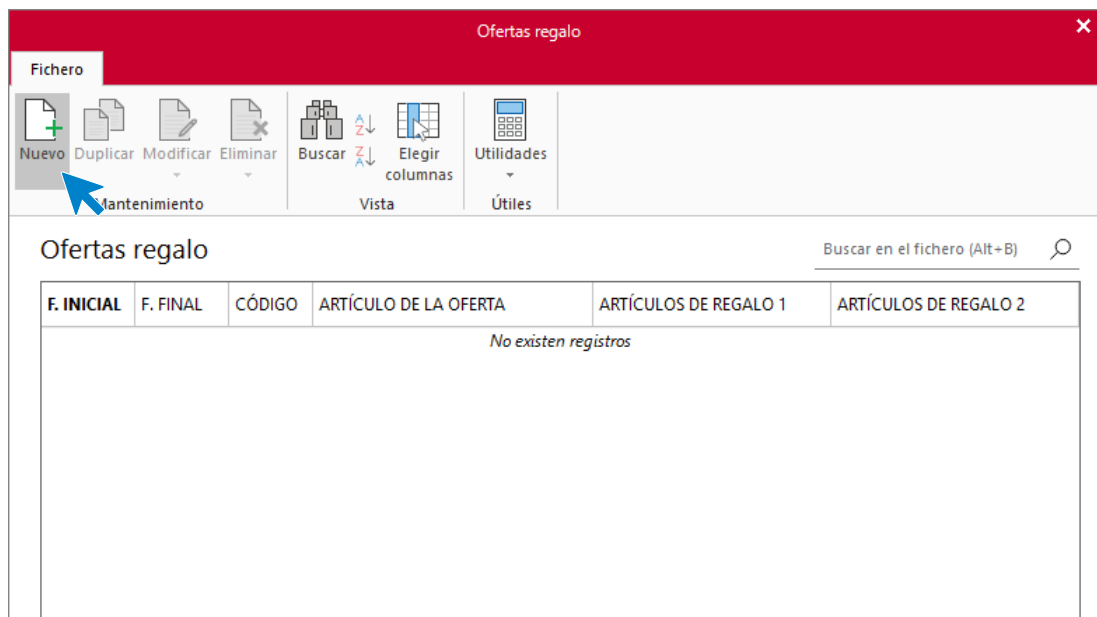 Ofertas regalo
Fichero
Nuevo Duplicar Modificar Eliminar Buscar Elegir columnas Utilidades
Mantenimiento Vista Útiles
Ofertas regalo
Buscar en el fichero (Alt+B)
F. INICIAL F. FINAL CÓDIGO ARTÍCULO DE LA OFERTA ARTÍCULOS DE REGALO 1 ARTÍCULOS DE REGALO 2
No existen registros